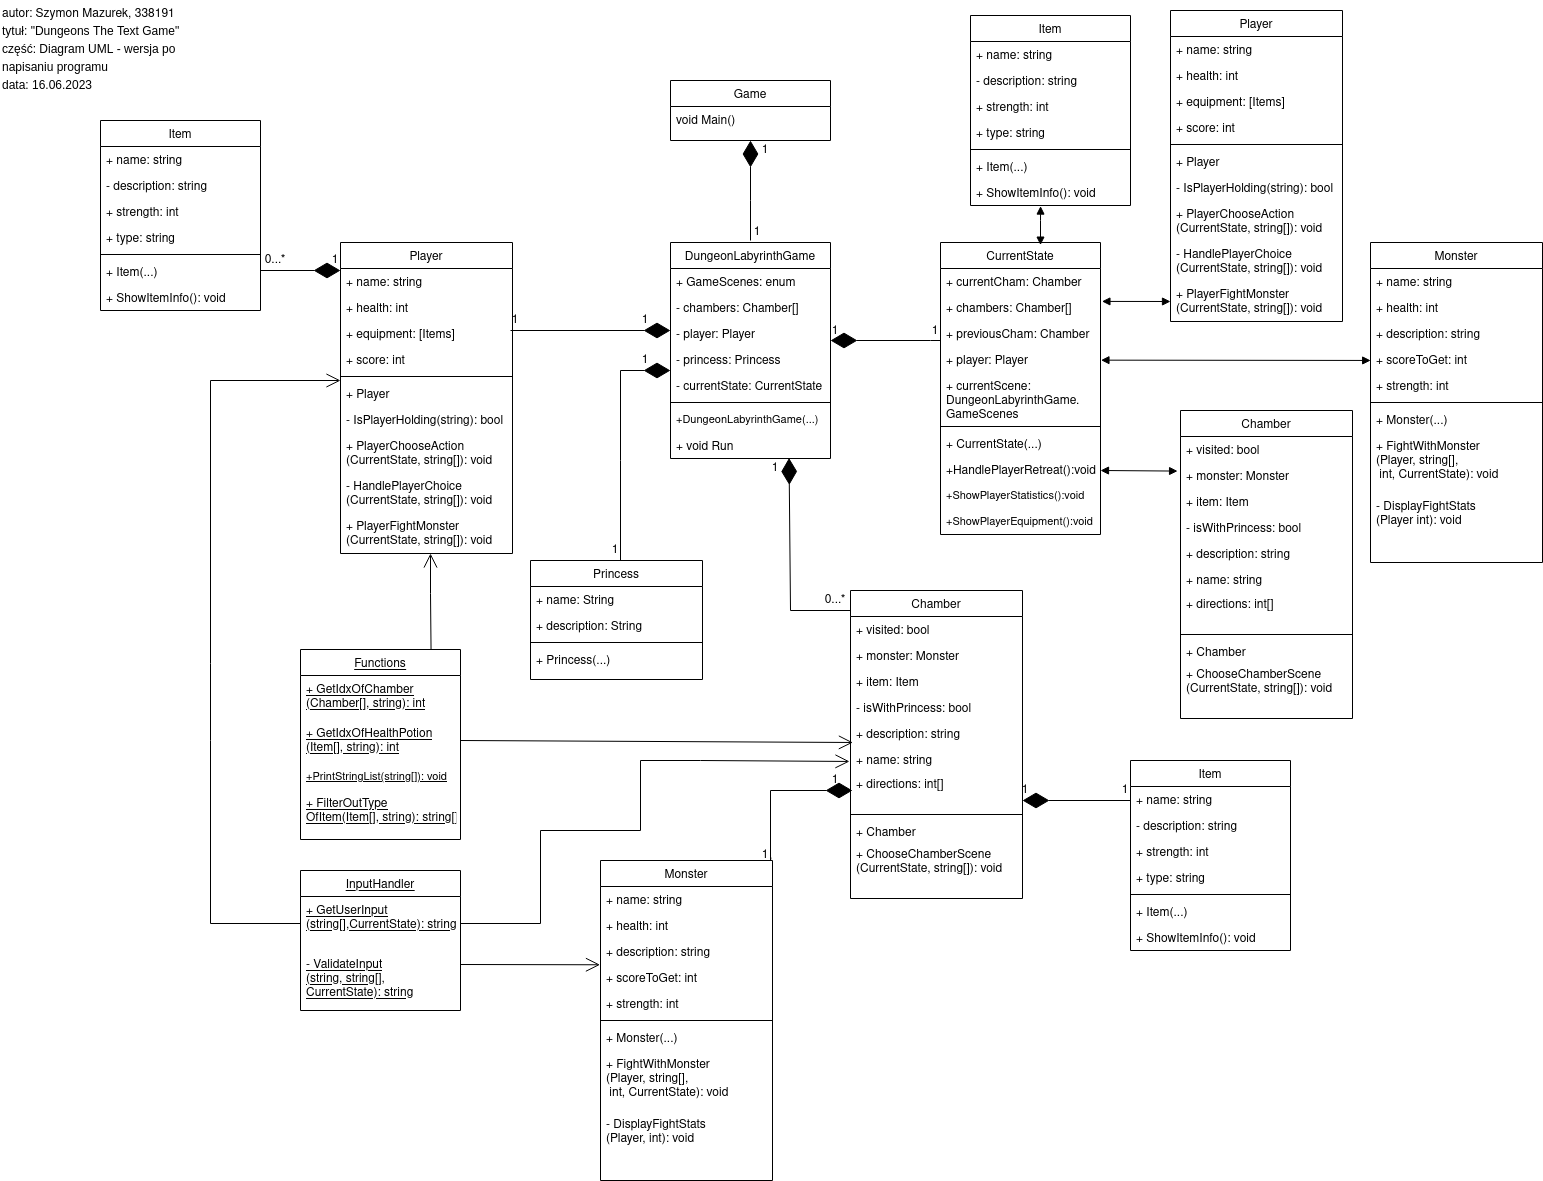 autor: Szymon Mazurek, 338191
tytuł: "Dungeons The Text Game"
część: Diagram UML - wersja po
napisaniu programu
data: 16.06.2023
Item
+ name: string
- description: string
+ strength: int
+ type: string
+ Item(...)
+ ShowItemInfo(): void
0...*
1
Player
+ name: string
+ health: int
+ equipment: [Items]
+ score: int
+ Player
- IsPlayerHolding(string): bool
+ PlayerChooseAction
(CurrentState, string[]): void
- HandlePlayerChoice
(CurrentState, string[]): void
+ PlayerFightMonster
(CurrentState, string[]): void
1
1
Game
void Main()
1
1
DungeonLabyrinthGame
+ GameScenes: enum
- chambers: Chamber[]
- player: Player
- princess: Princess
- currentState: CurrentState
+DungeonLabyrinthGame(...)
+ void Run
1
1
Princess
+ name: String
+ description: String
+ Princess(...)
1
1
CurrentState
+ currentCham: Chamber
+ chambers: Chamber[]
+ previousCham: Chamber
+ player: Player
+ currentScene:
DungeonLabyrinthGame.
GameScenes
+ CurrentState(...)
+HandlePlayerRetreat():void
+ShowPlayerStatistics():void
+ShowPlayerEquipment():void
Item
+ name: string
- description: string
+ strength: int
+ type: string
+ Item(...)
+ ShowItemInfo(): void
Player
+ name: string
+ health: int
+ equipment: [Items]
+ score: int
+ Player
- IsPlayerHolding(string): bool
+ PlayerChooseAction
(CurrentState, string[]): void
- HandlePlayerChoice
(CurrentState, string[]): void
+ PlayerFightMonster
(CurrentState, string[]): void
Monster
+ name: string
+ health: int
+ description: string
+ scoreToGet: int
+ strength: int
+ Monster(...)
+ FightWithMonster
(Player, string[],
int, CurrentState): void
- DisplayFightStats
(Player int): void
Chamber
+ visited: bool
+ monster: Monster
+ item: Item
- isWithPrincess: bool
+ description: string
+ name: string
+ directions: int[]
+ Chamber
+ ChooseChamberScene
(CurrentState, string[]): void
1
0...*
Chamber
+ visited: bool
+ monster: Monster
+ item: Item
- isWithPrincess: bool
+ description: string
+ name: string
+ directions: int[]
+ Chamber
+ ChooseChamberScene
(CurrentState, string[]): void
1
1
Item
+ name: string
- description: string
+ strength: int
+ type: string
+ Item(...)
+ ShowItemInfo(): void
Functions
+ GetIdxOfChamber
(Chamber[], string): int
+ GetIdxOfHealthPotion
(Item[], string): int
+PrintStringList(string[]): void
+ FilterOutType
OfItem(Item[], string): string[]
InputHandler
+ GetUserInput
(string[],CurrentState): string
- ValidateInput
(string, string[],
CurrentState): string
1
1
Monster
+ name: string
+ health: int
+ description: string
+ scoreToGet: int
+ strength: int
+ Monster(...)
+ FightWithMonster
(Player, string[],
int, CurrentState): void
- DisplayFightStats
(Player, int): void